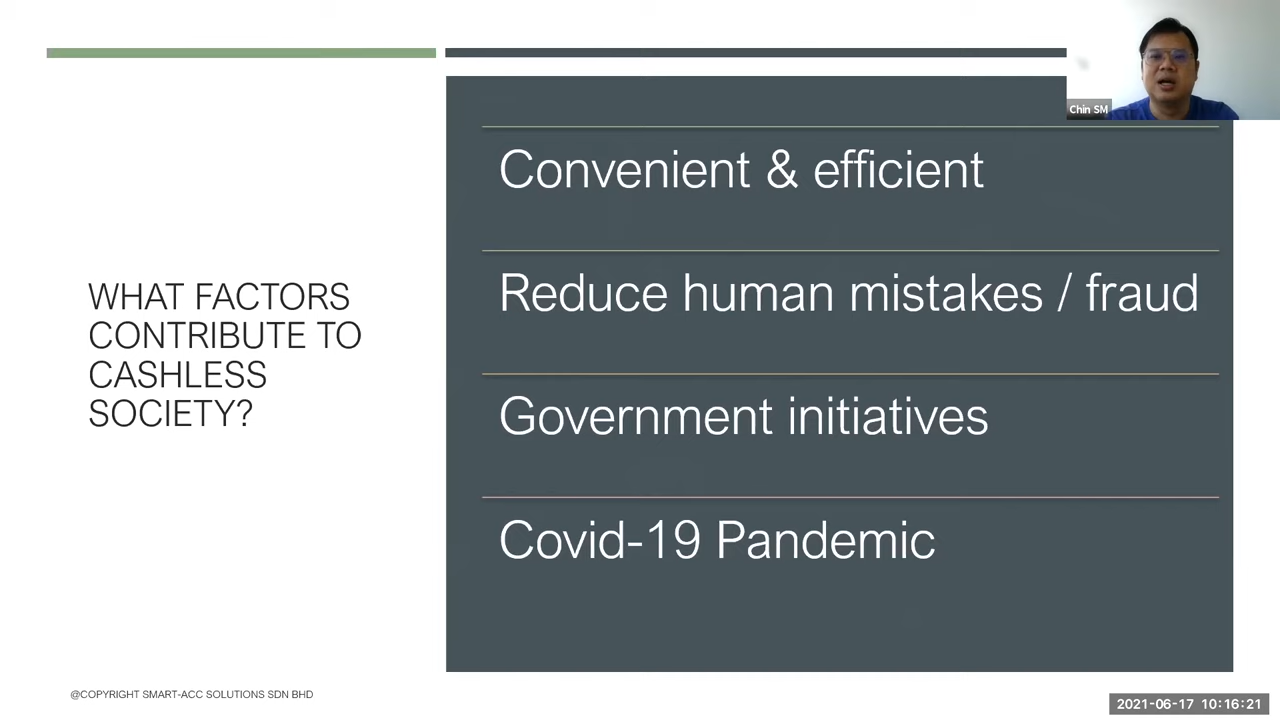 Chin SM
WHAT FACTORS
CONTRIBUTE TO
CASHLESS
SOCIETY?
Convenient & efficient
Reduce human mistakes / fraud
Government initiatives
Covid-19 Pandemic
@COPYRIGHT SMART-ACC SOLUTIONS SDN BHD
2021-06-17 10:16:21